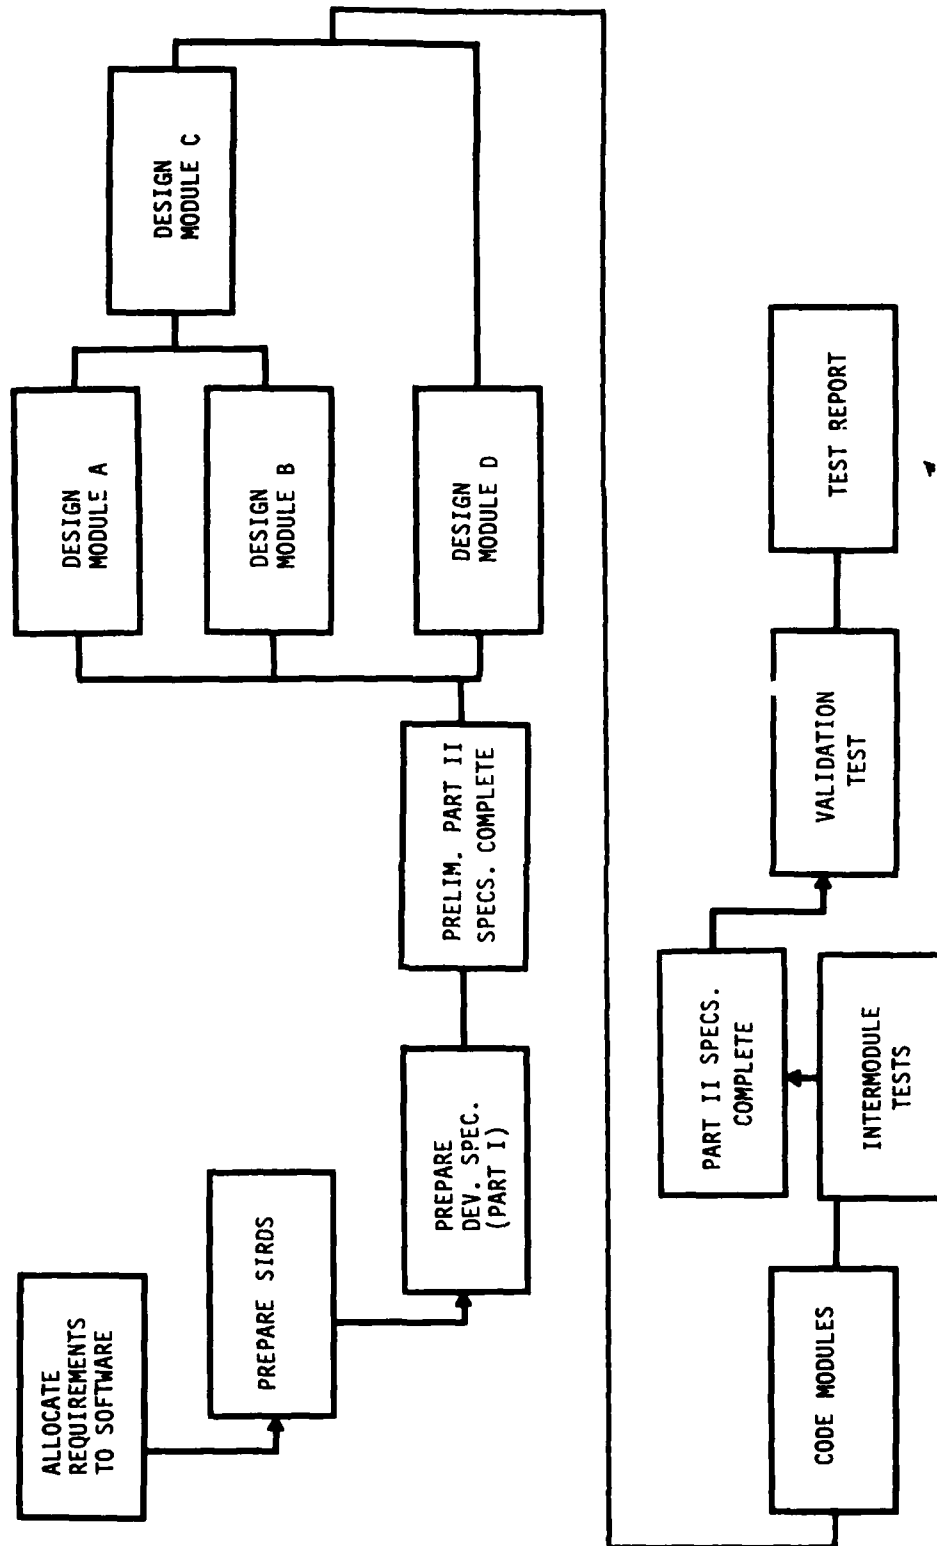 ALLOCATE
REQUIREMENTS
TO SOFTWARE
PREPARE SIRDS
PREPARE
DEV. SPEC.
(PART I)
PRELIM. PART II
SPECS. COMPLETE
DESIGN
MODULE A
DESIGN
MODULE B
DESIGN
MODULE D
DESIGN
MODULE C
CODE MODULES
INTERMODULE
TESTS
PART II SPECS.
COMPLETE
VALIDATION
TEST
TEST REPORT